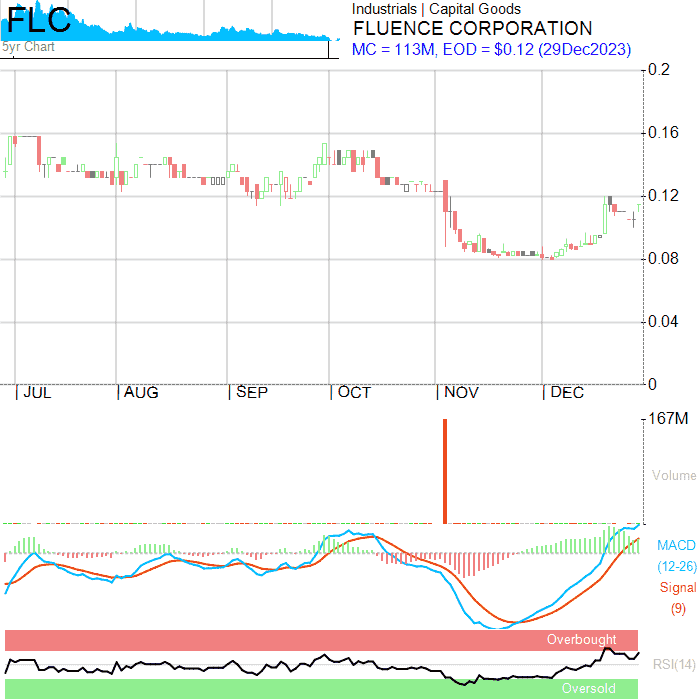 FLC
5yr Chart
Industrials | Capital Goods
FLUENCE CORPORATION
MC = 113M, EOD = $0.12 (29Dec2023)
0.2
0.16
0.12
0.08
0.04
0
JUL
AUG
SEP
OCT
NOV
DEC
167M
Volume
MACD
(12-26)
Signal
(9)
Overbought
RSI(14)
Oversold